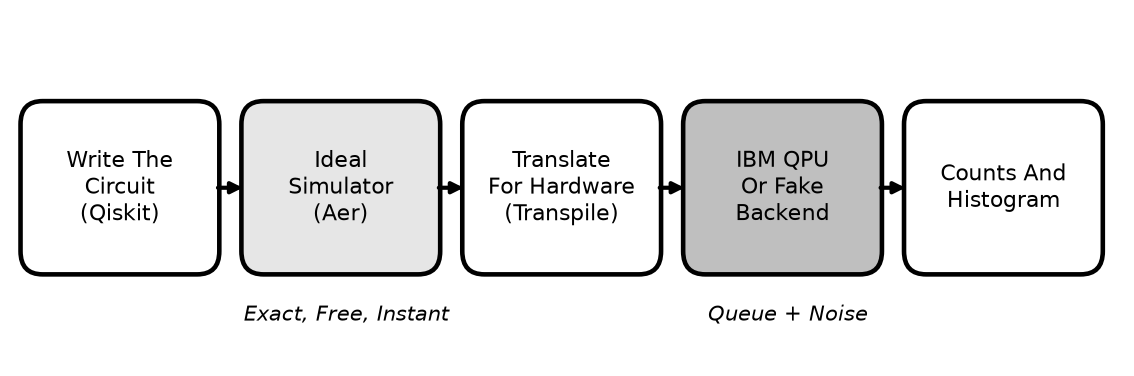 Write The
Circuit
(Qiskit)
Ideal
Simulator
(Aer)
Translate
For Hardware
(Transpile)
IBM QPU
Or Fake
Backend
Counts And
Histogram
Exact, Free, Instant
Queue + Noise